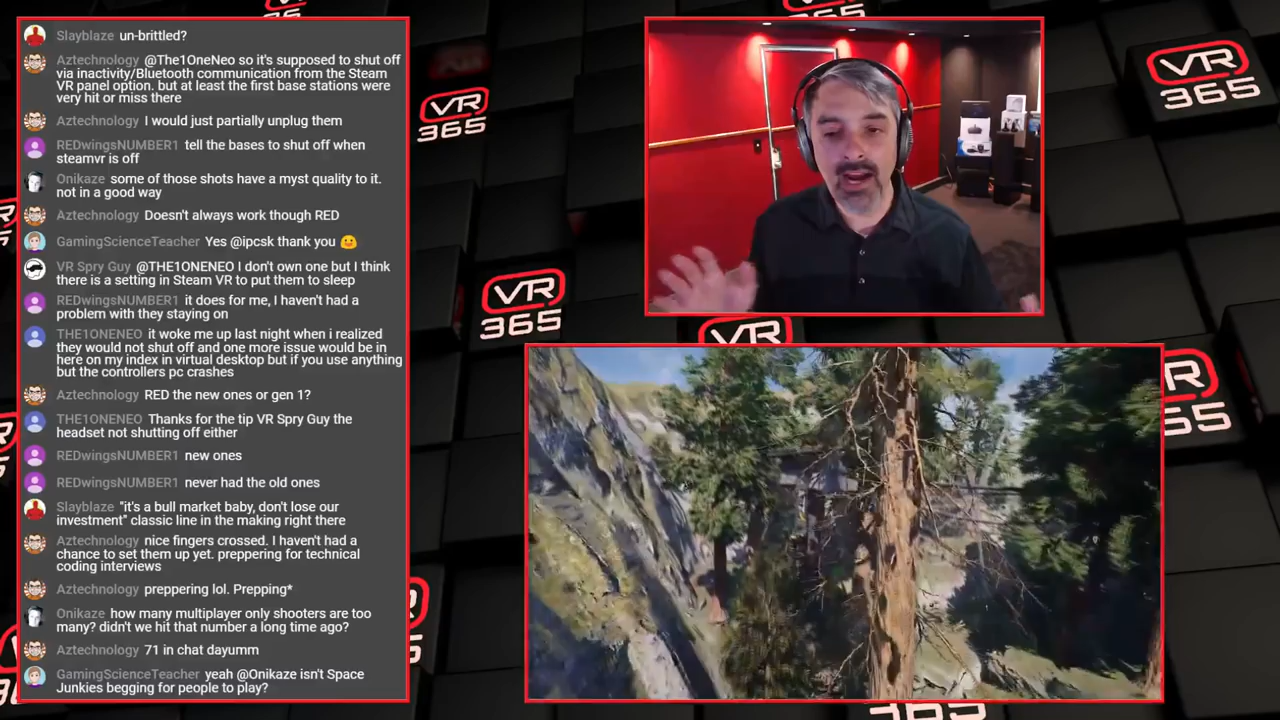 Slayblaze un-brittled?
Aztechnology @The1OneNeo so it's supposed to shut off
via inactivity/Bluetooth communication from the Steam
VR panel option. but at least the first base stations were
very hit or miss there
Aztechnology I would just partially unplug them
REDwingsNUMBER1 tell the bases to shut off when
steamvr is off
Onikaze some of those shots have a myst quality to it.
not in a good way
Aztechnology Doesn't always work though RED
GamingScienceTeacher Yes @ipcsk thank you
VR Spry Guy @THE1ONENEO I don't own one but I think
there is a setting in Steam VR to put them to sleep
REDwingsNUMBER1 it does for me, I haven't had a
problem with they staying on
THE1ONENEO it woke me up last night when i realized
they would not shut off and one more issue would be in
here on my index in virtual desktop but if you use anything
but the controllers pc crashes
Aztechnology RED the new ones or gen 1?
THE1ONENEO Thanks for the tip VR Spry Guy the
headset not shutting off either
REDwingsNUMBER1 new ones
REDwingsNUMBER1 never had the old ones
Slayblaze "it's a bull market baby, don't lose our
investment" classic line in the making right there
Aztechnology nice fingers crossed. I haven't had a
chance to set them up yet. preppering for technical
coding interviews
Aztechnology preppering lol. Prepping*
Onikaze how many multiplayer only shooters are too
many? didn't we hit that number a long time ago?
Aztechnology 71 in chat dayumm
GamingScienceTeacher yeah @Onikaze isn't Space
Junkies begging for people to play?
VR
365
VR
365
VR
365
VR
365
365
R
65